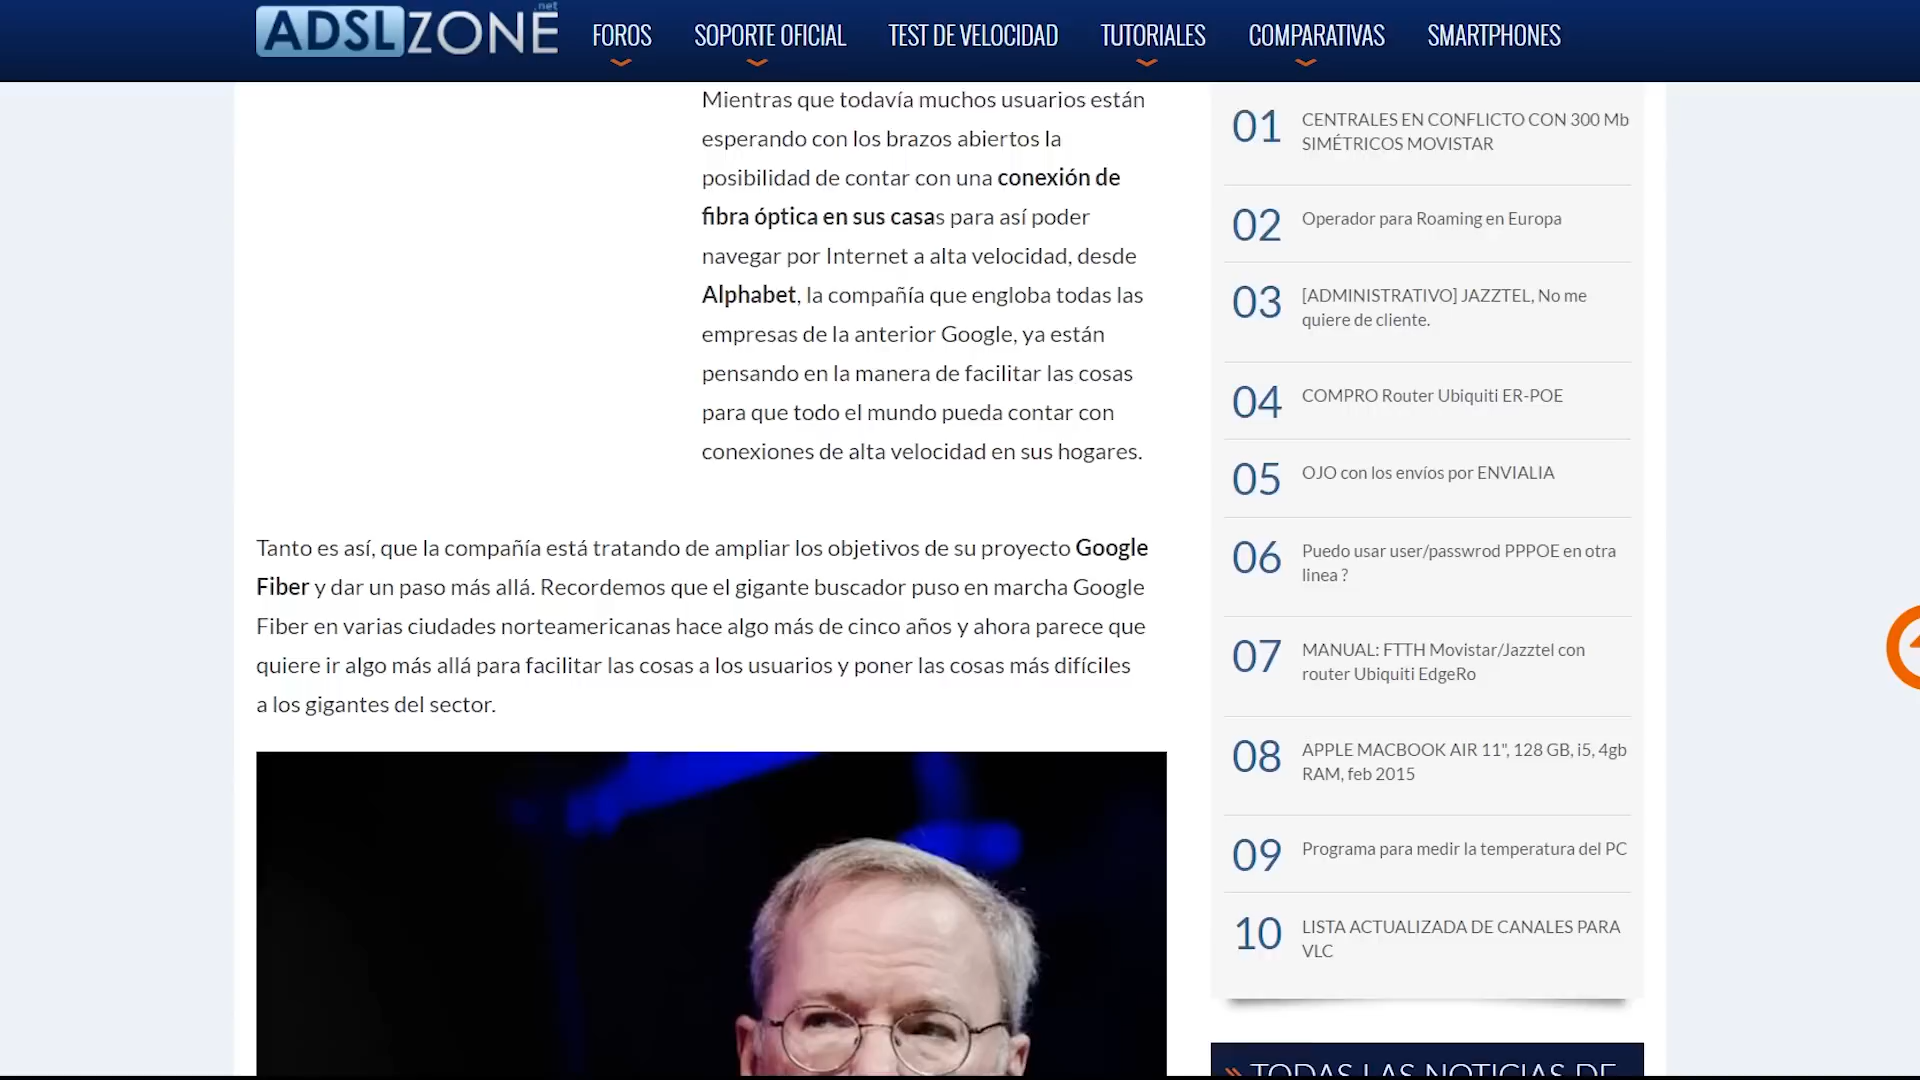 ADSLZONE
.net
FOROS
SOPORTE OFICIAL
TEST DE VELOCIDAD
TUTORIALES
COMPARATIVAS
SMARTPHONES
Mientras que todavía muchos usuarios están
esperando con los brazos abiertos la
posibilidad de contar con una conexión de
fibra óptica en sus casas para así poder
navegar por Internet a alta velocidad, desde
Alphabet, la compañía que engloba todas las
empresas de la anterior Google, ya están
pensando en la manera de facilitar las cosas
para que todo el mundo pueda contar con
conexiones de alta velocidad en sus hogares.
Tanto es así, que la compañía está tratando de ampliar los objetivos de su proyecto Google
Fiber y dar un paso más allá. Recordemos que el gigante buscador puso en marcha Google
Fiber en varias ciudades norteamericanas hace algo más de cinco años y ahora parece que
quiere ir algo más allá para facilitar las cosas a los usuarios y poner las cosas más difíciles
a los gigantes del sector.
01 CENTRALES EN CONFLICTO CON 300 Mb
SIMÉTRICOS MOVISTAR
02 Operador para Roaming en Europa
03 [ADMINISTRATIVO] JAZZTEL, No me
quiere de cliente.
04 COMPRO Router Ubiquiti ER-POE
05 OJO con los envíos por ENVIALIA
06 Puedo usar user/passwrod PPPOE en otra
linea ?
07 MANUAL: FTTH Movistar/Jazztel con
router Ubiquiti EdgeRo
08 APPLE MACBOOK AIR 11", 128 GB, i5, 4gb
RAM, feb 2015
09 Programa para medir la temperatura del PC
10 LISTA ACTUALIZADA DE CANALES PARA
VLC
» TODAS LAS NOTICIAS DE